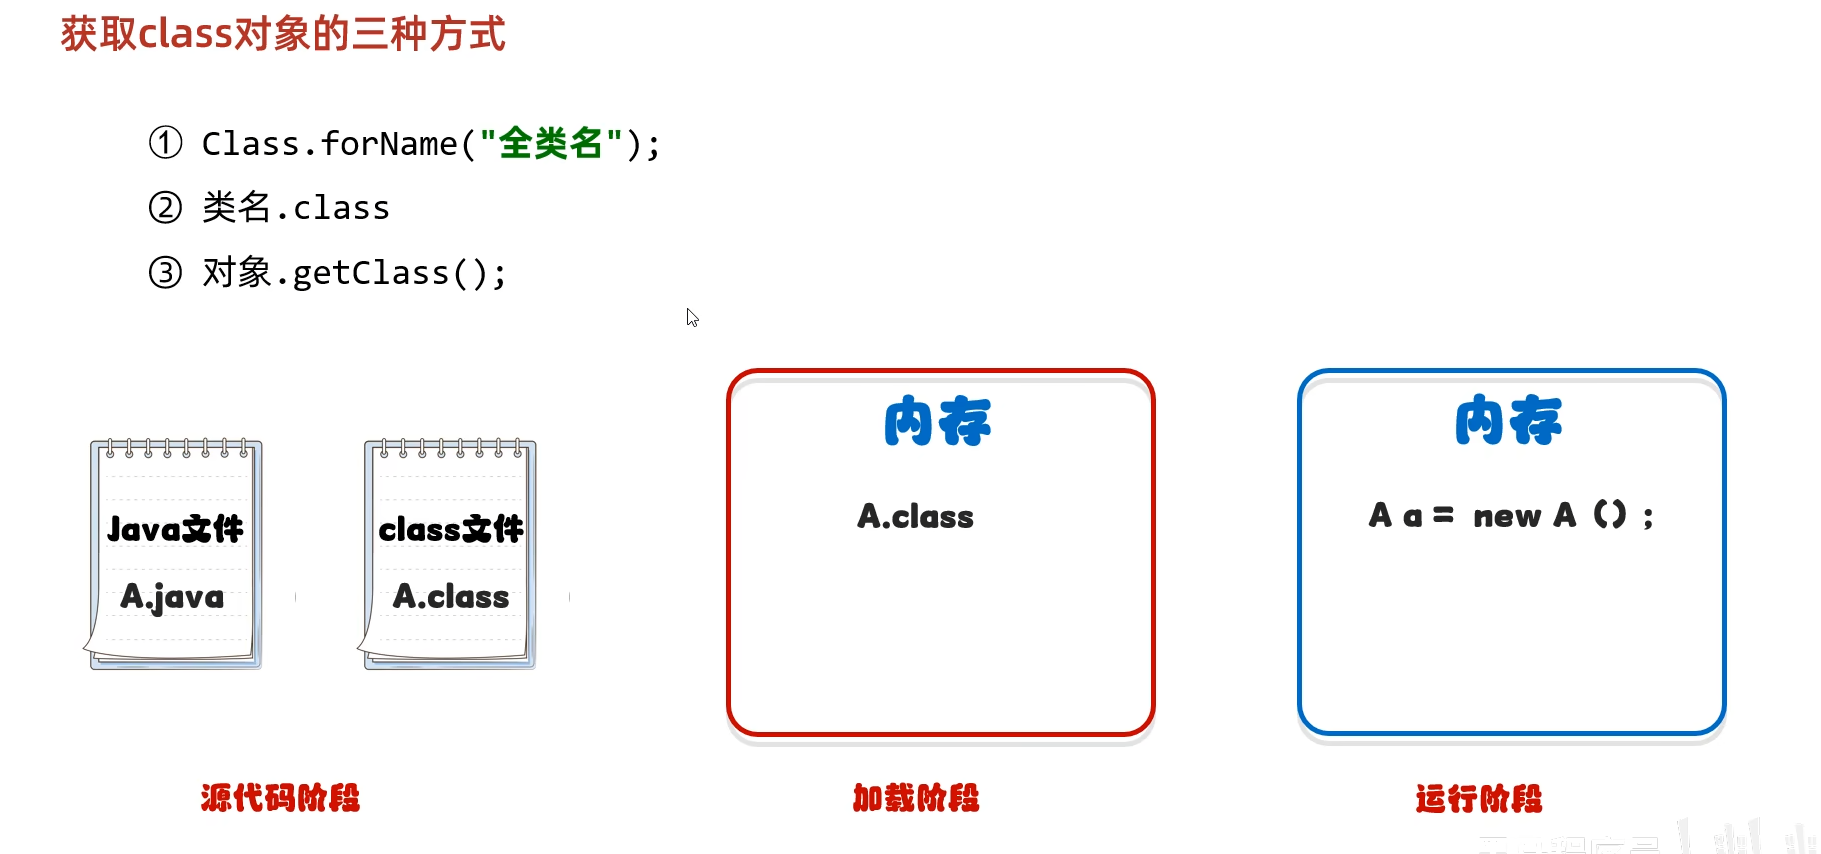 获取class对象的三种方式
① Class.forName("全类名");
② 类名.class
③ 对象.getClass();
Java文件
A.java
class文件
A.class
源代码阶段
内存
A.class
加载阶段
内存
A a = new A () ;
运行阶段